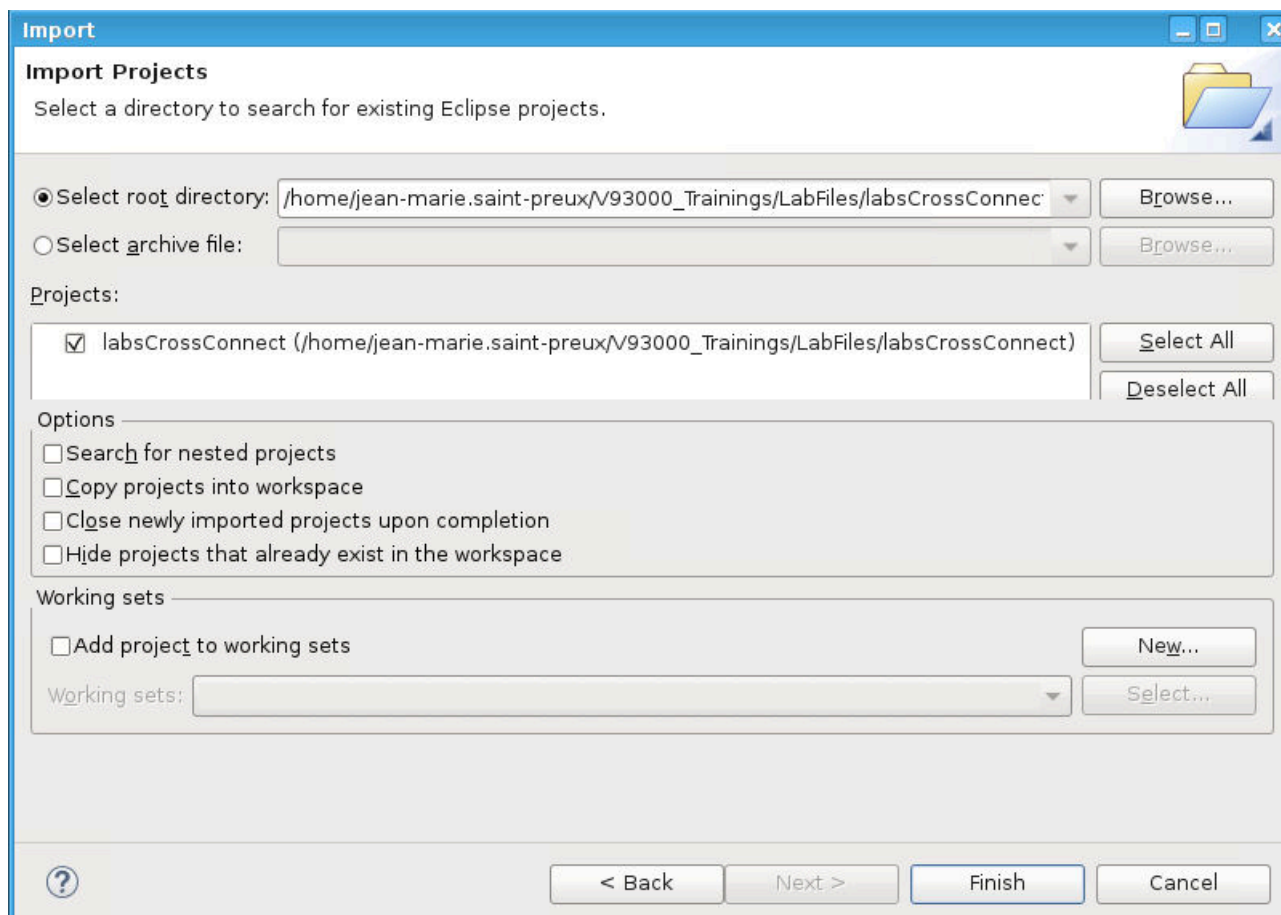 Import
Import Projects
Select a directory to search for existing Eclipse projects.
Select root directory: /home/jean-marie.saint-preux/V93000_Trainings/LabFiles/labsCrossConnec Browse...
Select archive file: Browse...
Projects:
labsCrossConnect (/home/jean-marie.saint-preux/V93000_Trainings/LabFiles/labsCrossConnect) Select All
Deselect All
Options
Search for nested projects
Copy projects into workspace
Close newly imported projects upon completion
Hide projects that already exist in the workspace
Working sets
Add project to working sets New...
Working sets: Select...
? < Back Next > Finish Cancel